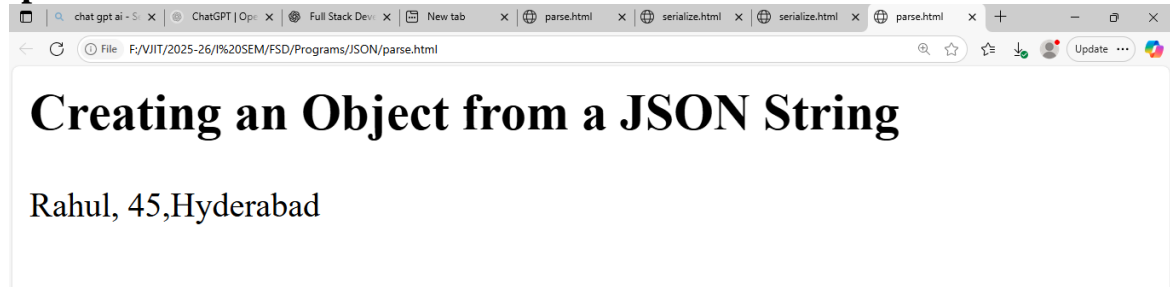 chat gpt ai - S
ChatGPT | Ope
Full Stack Deve
New tab
parse.html
serialize.html
serialize.html
parse.html
File F:/VJIT/2025-26/I%20SEM/FSD/Programs/JSON/parse.html
Update
Creating an Object from a JSON String
Rahul, 45,Hyderabad